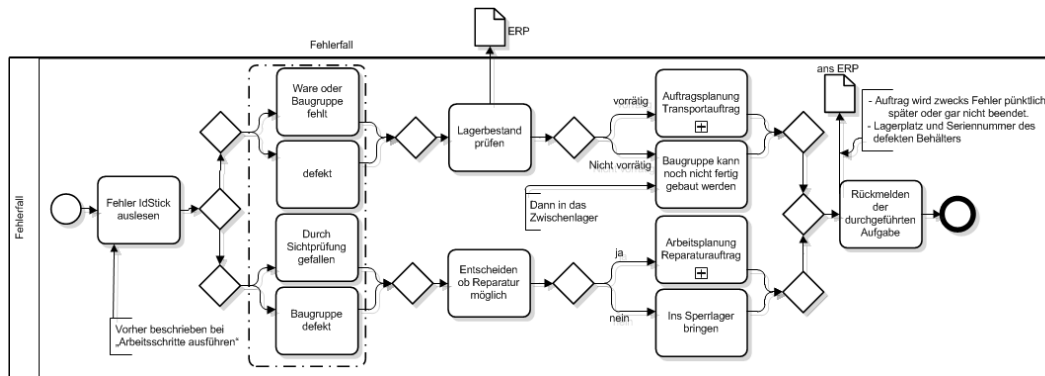 ERP
Fehlerfall
Fehlerfall
Ware oder
Baugruppe
fehlt
defekt
Lagerbestand
prüfen
vorrätig
Nicht vorrätig
Auftragsplanung
Transportauftrag
Baugruppe kann
noch nicht fertig
gebaut werden
Dann in das
Zwischenlager
ans ERP
- Auftrag wird zwecks Fehler pünktlich,
später oder gar nicht beendet.
- Lagerplatz und Seriennummer des
defekten Behälters
Fehler IdStick
auslesen
Durch
Sichtprüfung
gefallen
Baugruppe
defekt
Entscheiden
ob Reparatur
möglich
ja
nein
Arbeitsplanung
Reparaturauftrag
Ins Sperrlager
bringen
Rückmelden
der
durchgeführten
Aufgabe
Vorher beschrieben bei
„Arbeitsschritte ausführen“